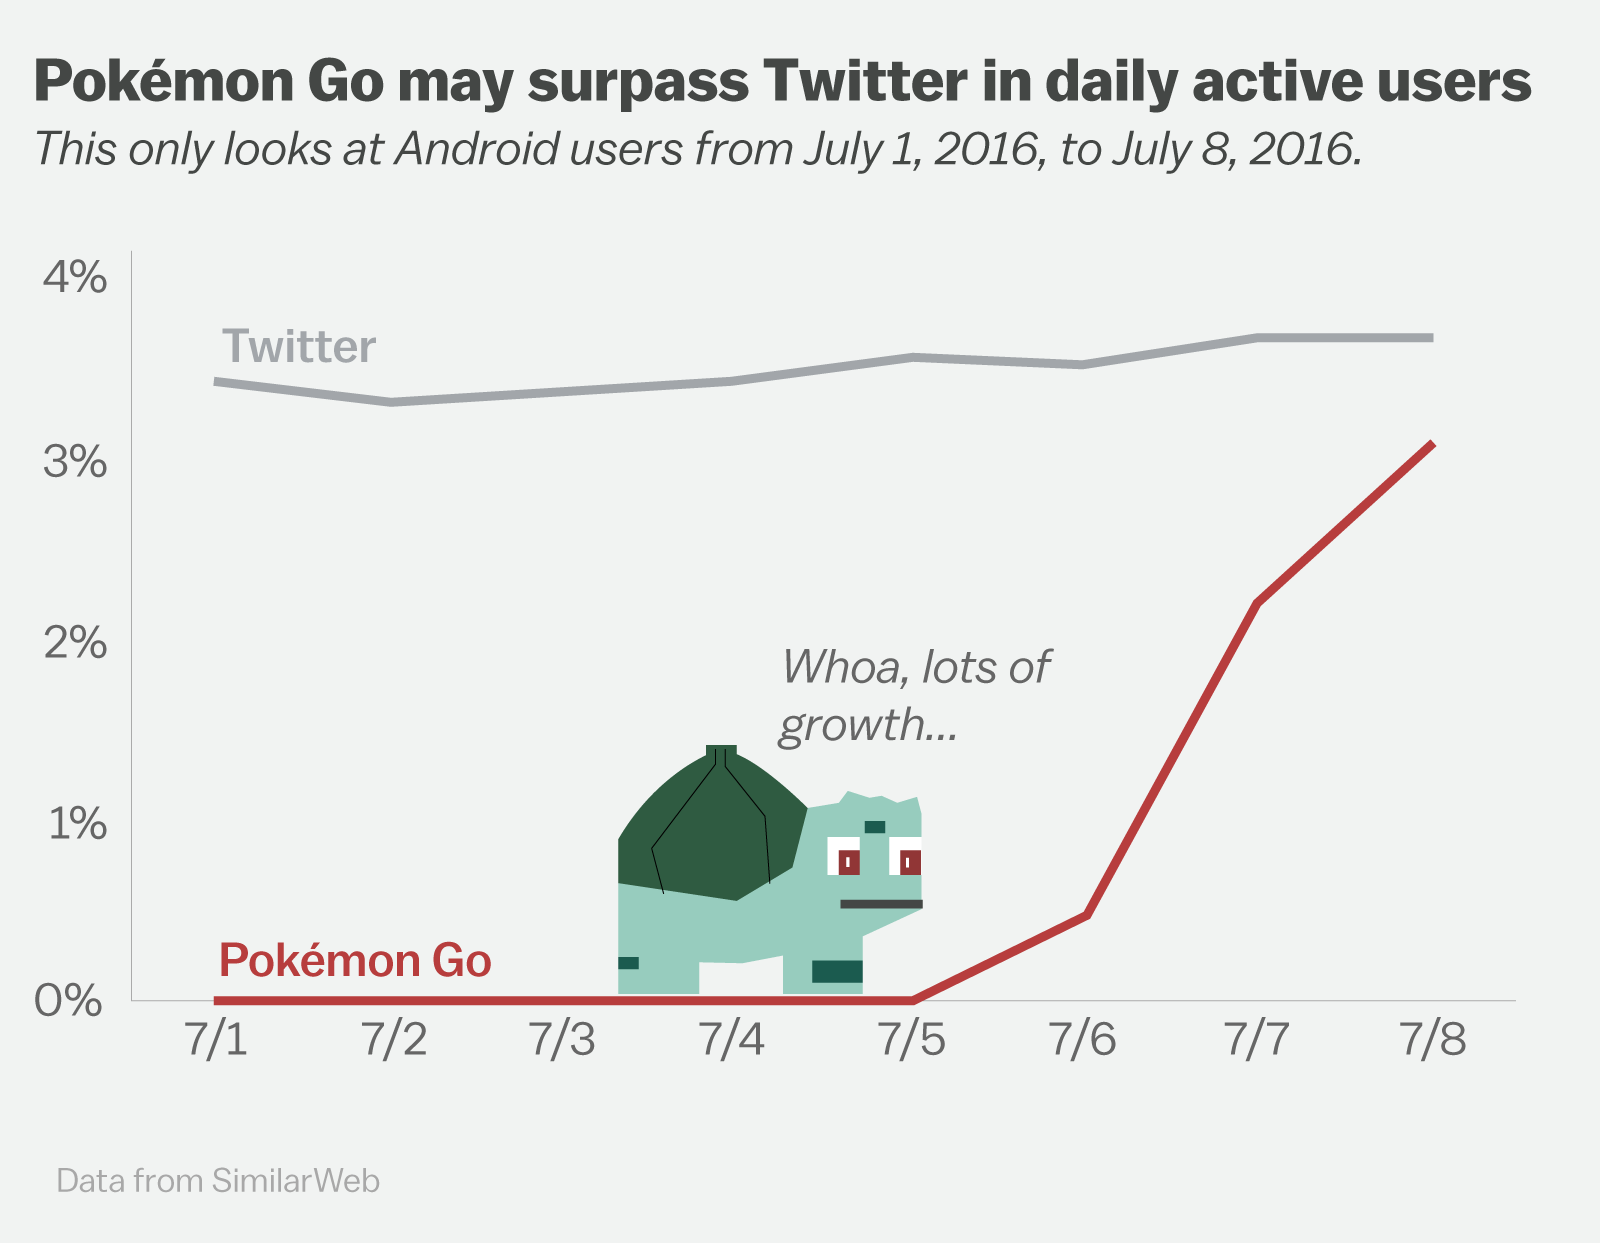 Pokémon Go may surpass Twitter in daily active users
This only looks at Android users from July 1, 2016, to July 8, 2016.
4%
Twitter
3%
2%
Whoa, lots of
growth...
1%
Pokémon Go
0%
7/1 7/2 7/3 7/4 7/5 7/6 7/7 7/8
Data from SimilarWeb